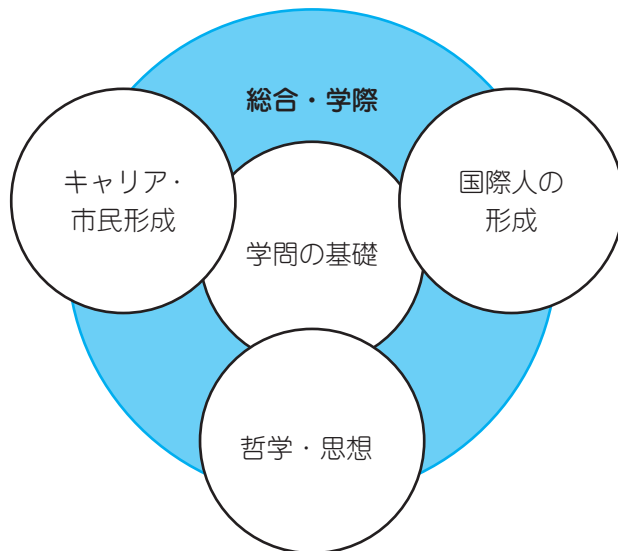 総合・学際
キャリア・
市民形成
国際人の
形成
学問の基礎
哲学・思想